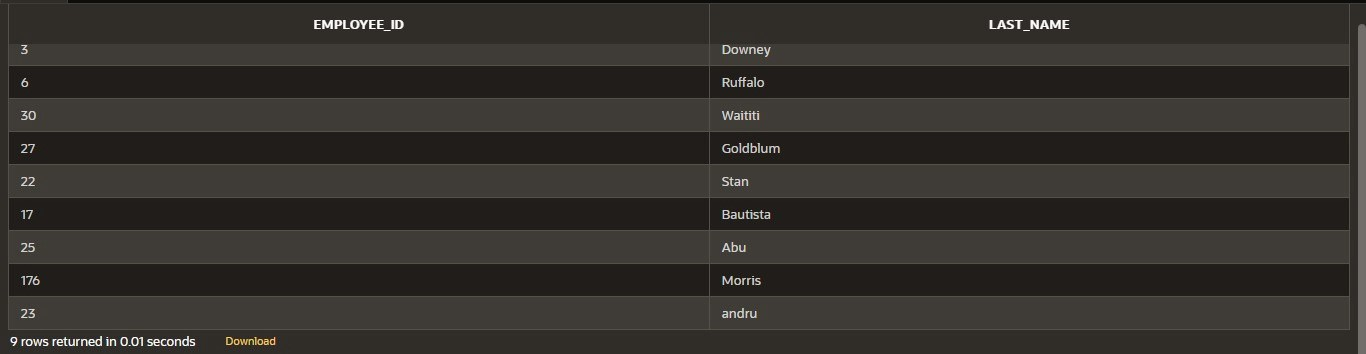 EMPLOYEE_ID LAST_NAME
3 Downey
6 Ruffalo
30 Waititi
27 Goldblum
22 Stan
17 Bautista
25 Abu
176 Morris
23 andru
9 rows returned in 0.01 seconds Download